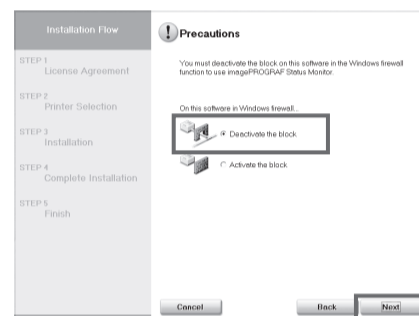 Installation Flow
STEP 1
License Agreement
STEP 2
Printer Selection
STEP 3
Installation
STEP 4
Complete Installation
STEP 5
Finish
! Precautions
You must deactivate the block on this software in the Windows firewall
function to use imagePROGRAF Status Monitor.
On this software in Windows firewall...
Deactivate the block
Activate the block
Cancel
Back
Next